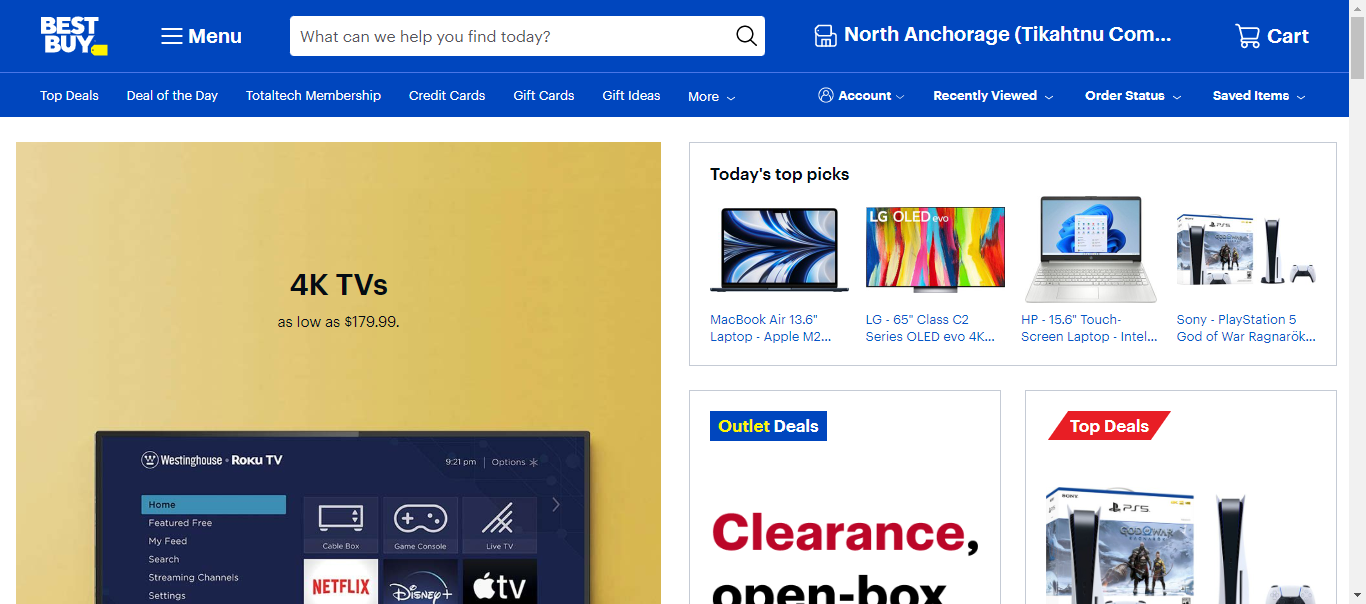 BEST BUY
Menu
What can we help you find today?
North Anchorage (Tikahtnu Com...
Cart
Top Deals
Deal of the Day
Totaltech Membership
Credit Cards
Gift Cards
Gift Ideas
More
Account
Recently Viewed
Order Status
Saved Items
4K TVs
as low as $179.99.
Westinghouse • Roku TV
9:21 pm | Options
Home
Featured Free
My Feed
Search
Streaming Channels
Settings
Cable Box
Game Console
Live TV
NETFLIX
Disney+
tv
Today's top picks
LG OLED evo
MacBook Air 13.6"
Laptop - Apple M2...
LG - 65" Class C2
Series OLED evo 4K...
HP - 15.6" Touch-
Screen Laptop - Intel...
Sony - PlayStation 5
God of War Ragnarök...
Outlet Deals
Clearance,
open-box
Top Deals
SONY
PS5
GOD OF WAR
RAGNARÖK